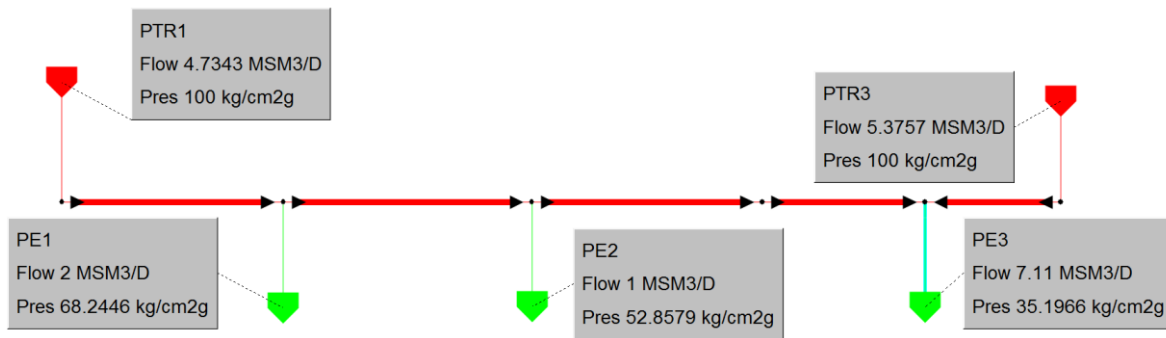 PTR1
Flow 4.7343 MSM3/D
Pres 100 kg/cm2g
PTR3
Flow 5.3757 MSM3/D
Pres 100 kg/cm2g
PE1
Flow 2 MSM3/D
Pres 68.2446 kg/cm2g
PE2
Flow 1 MSM3/D
Pres 52.8579 kg/cm2g
PE3
Flow 7.11 MSM3/D
Pres 35.1966 kg/cm2g